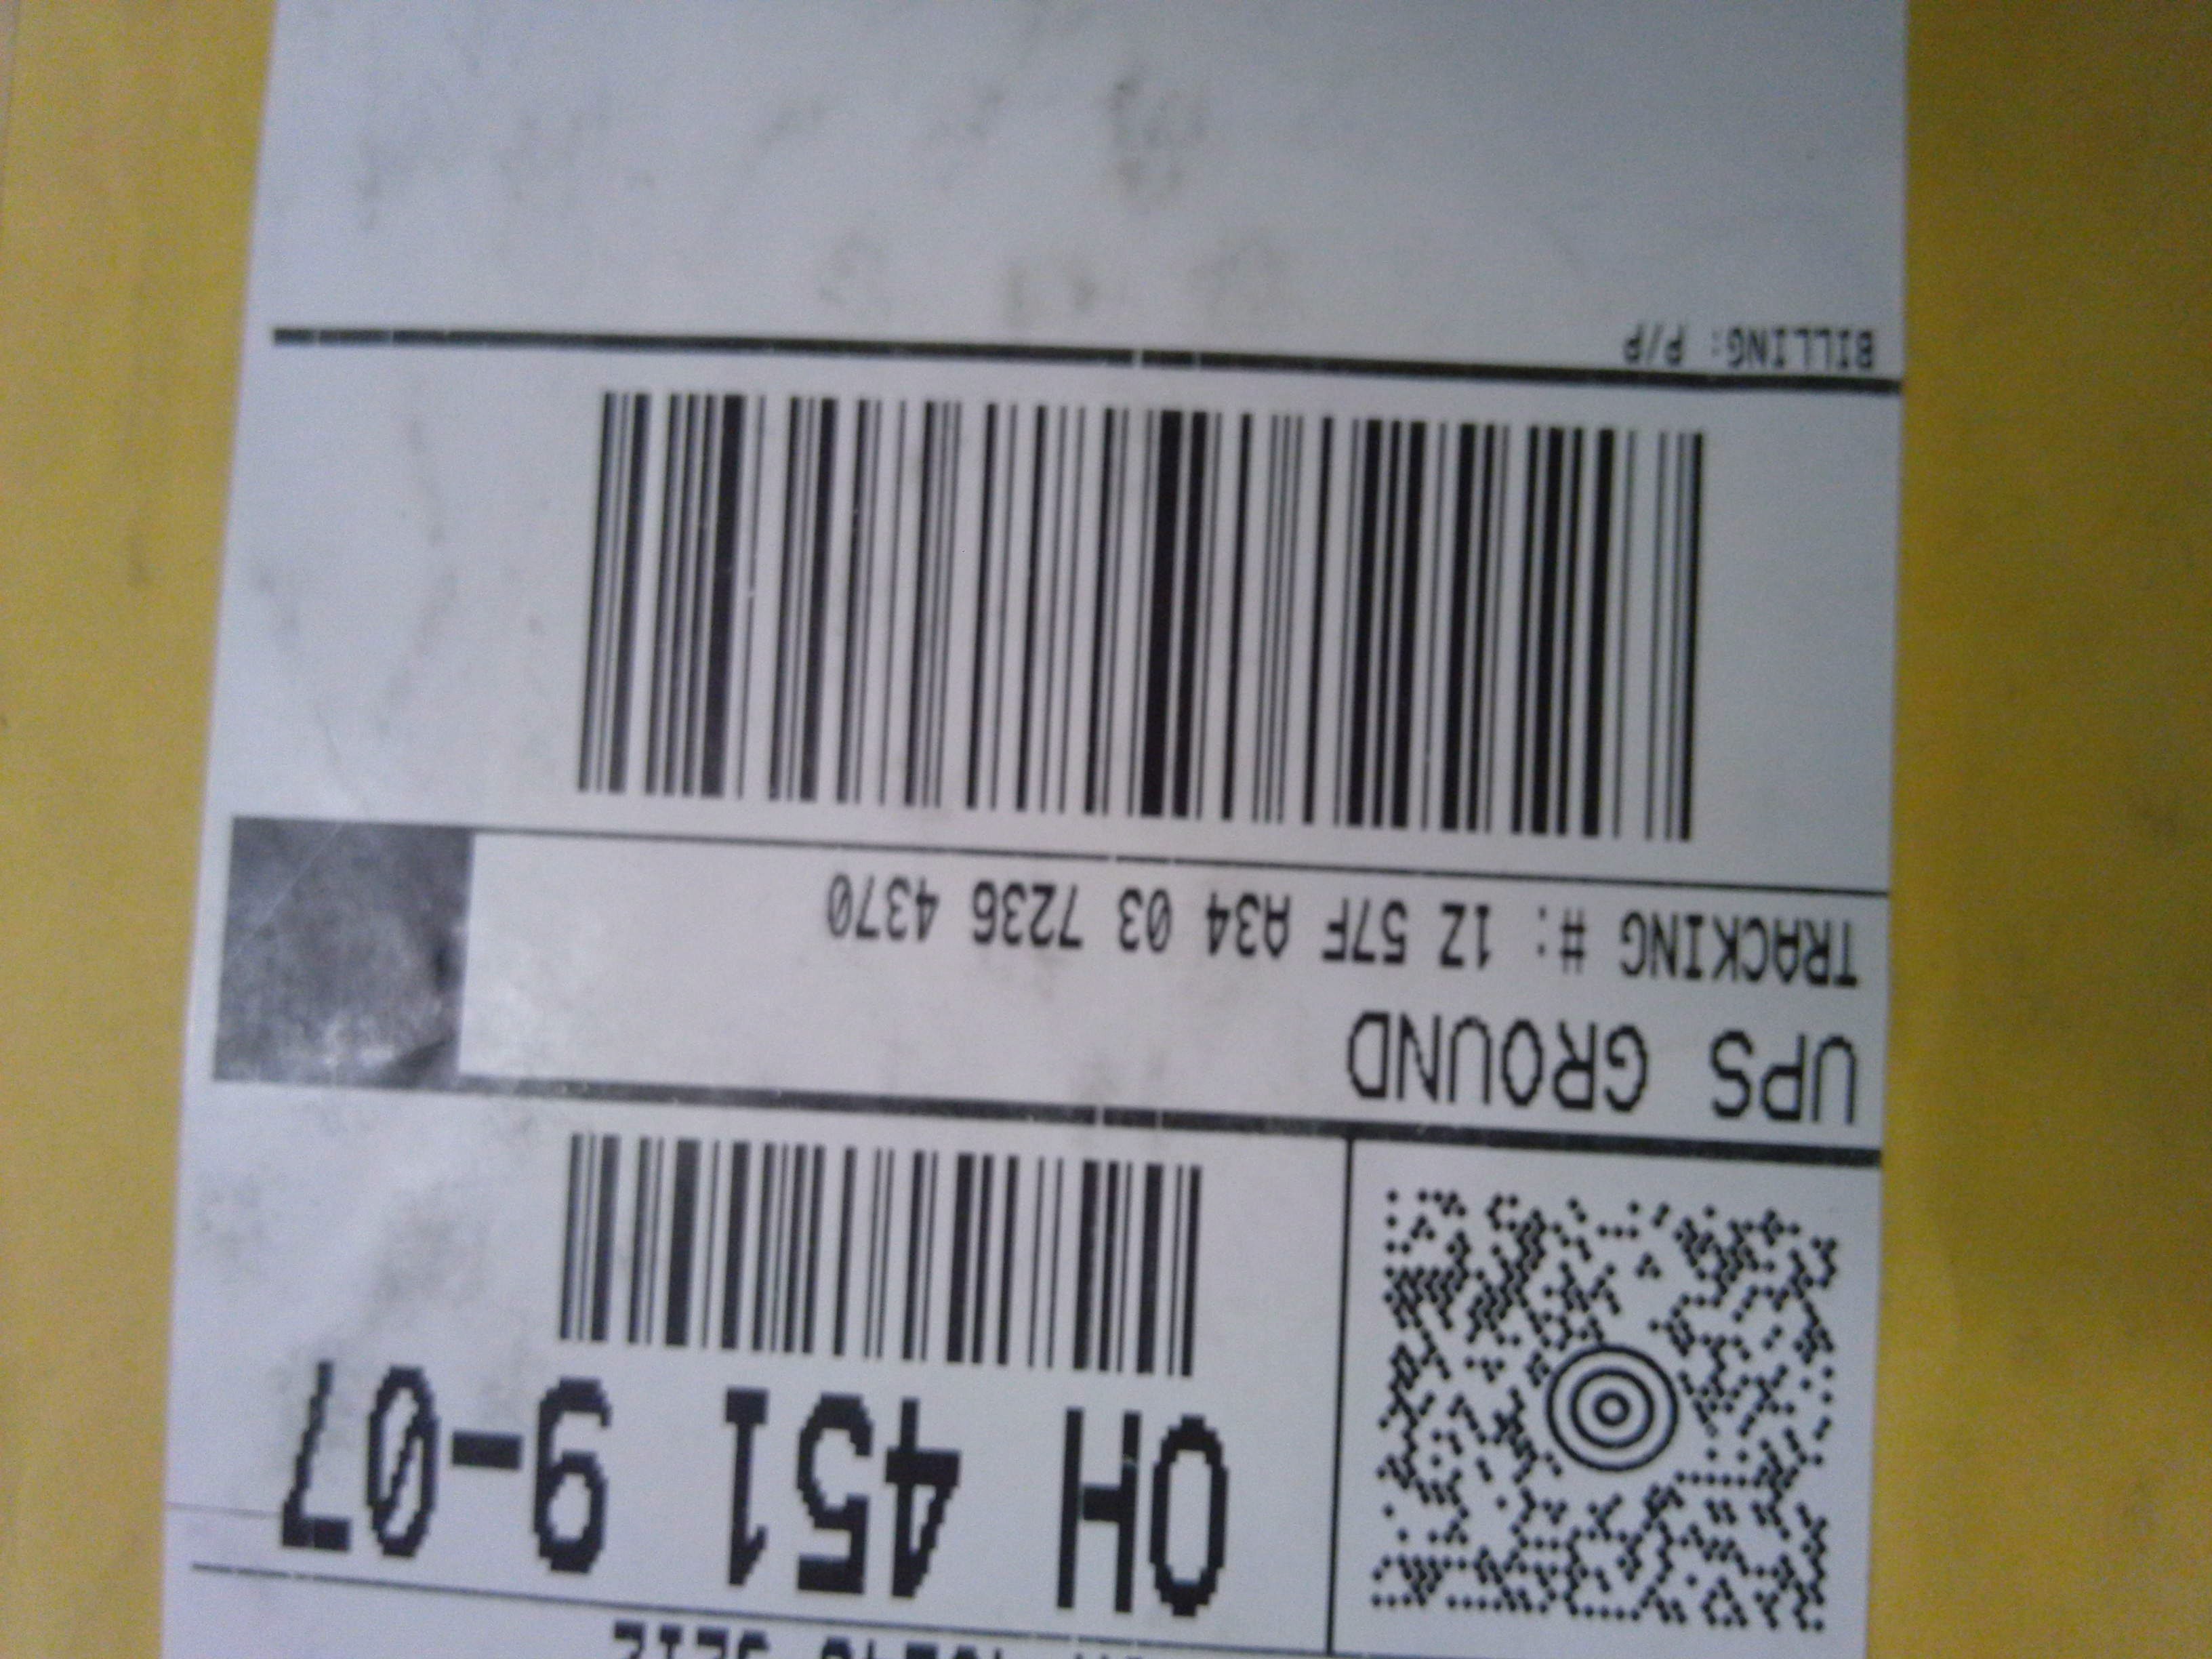 OH 451 9-07
UPS GROUND
TRACKING #: 1Z 57F A34 03 7236 4370
BILLING: P/P